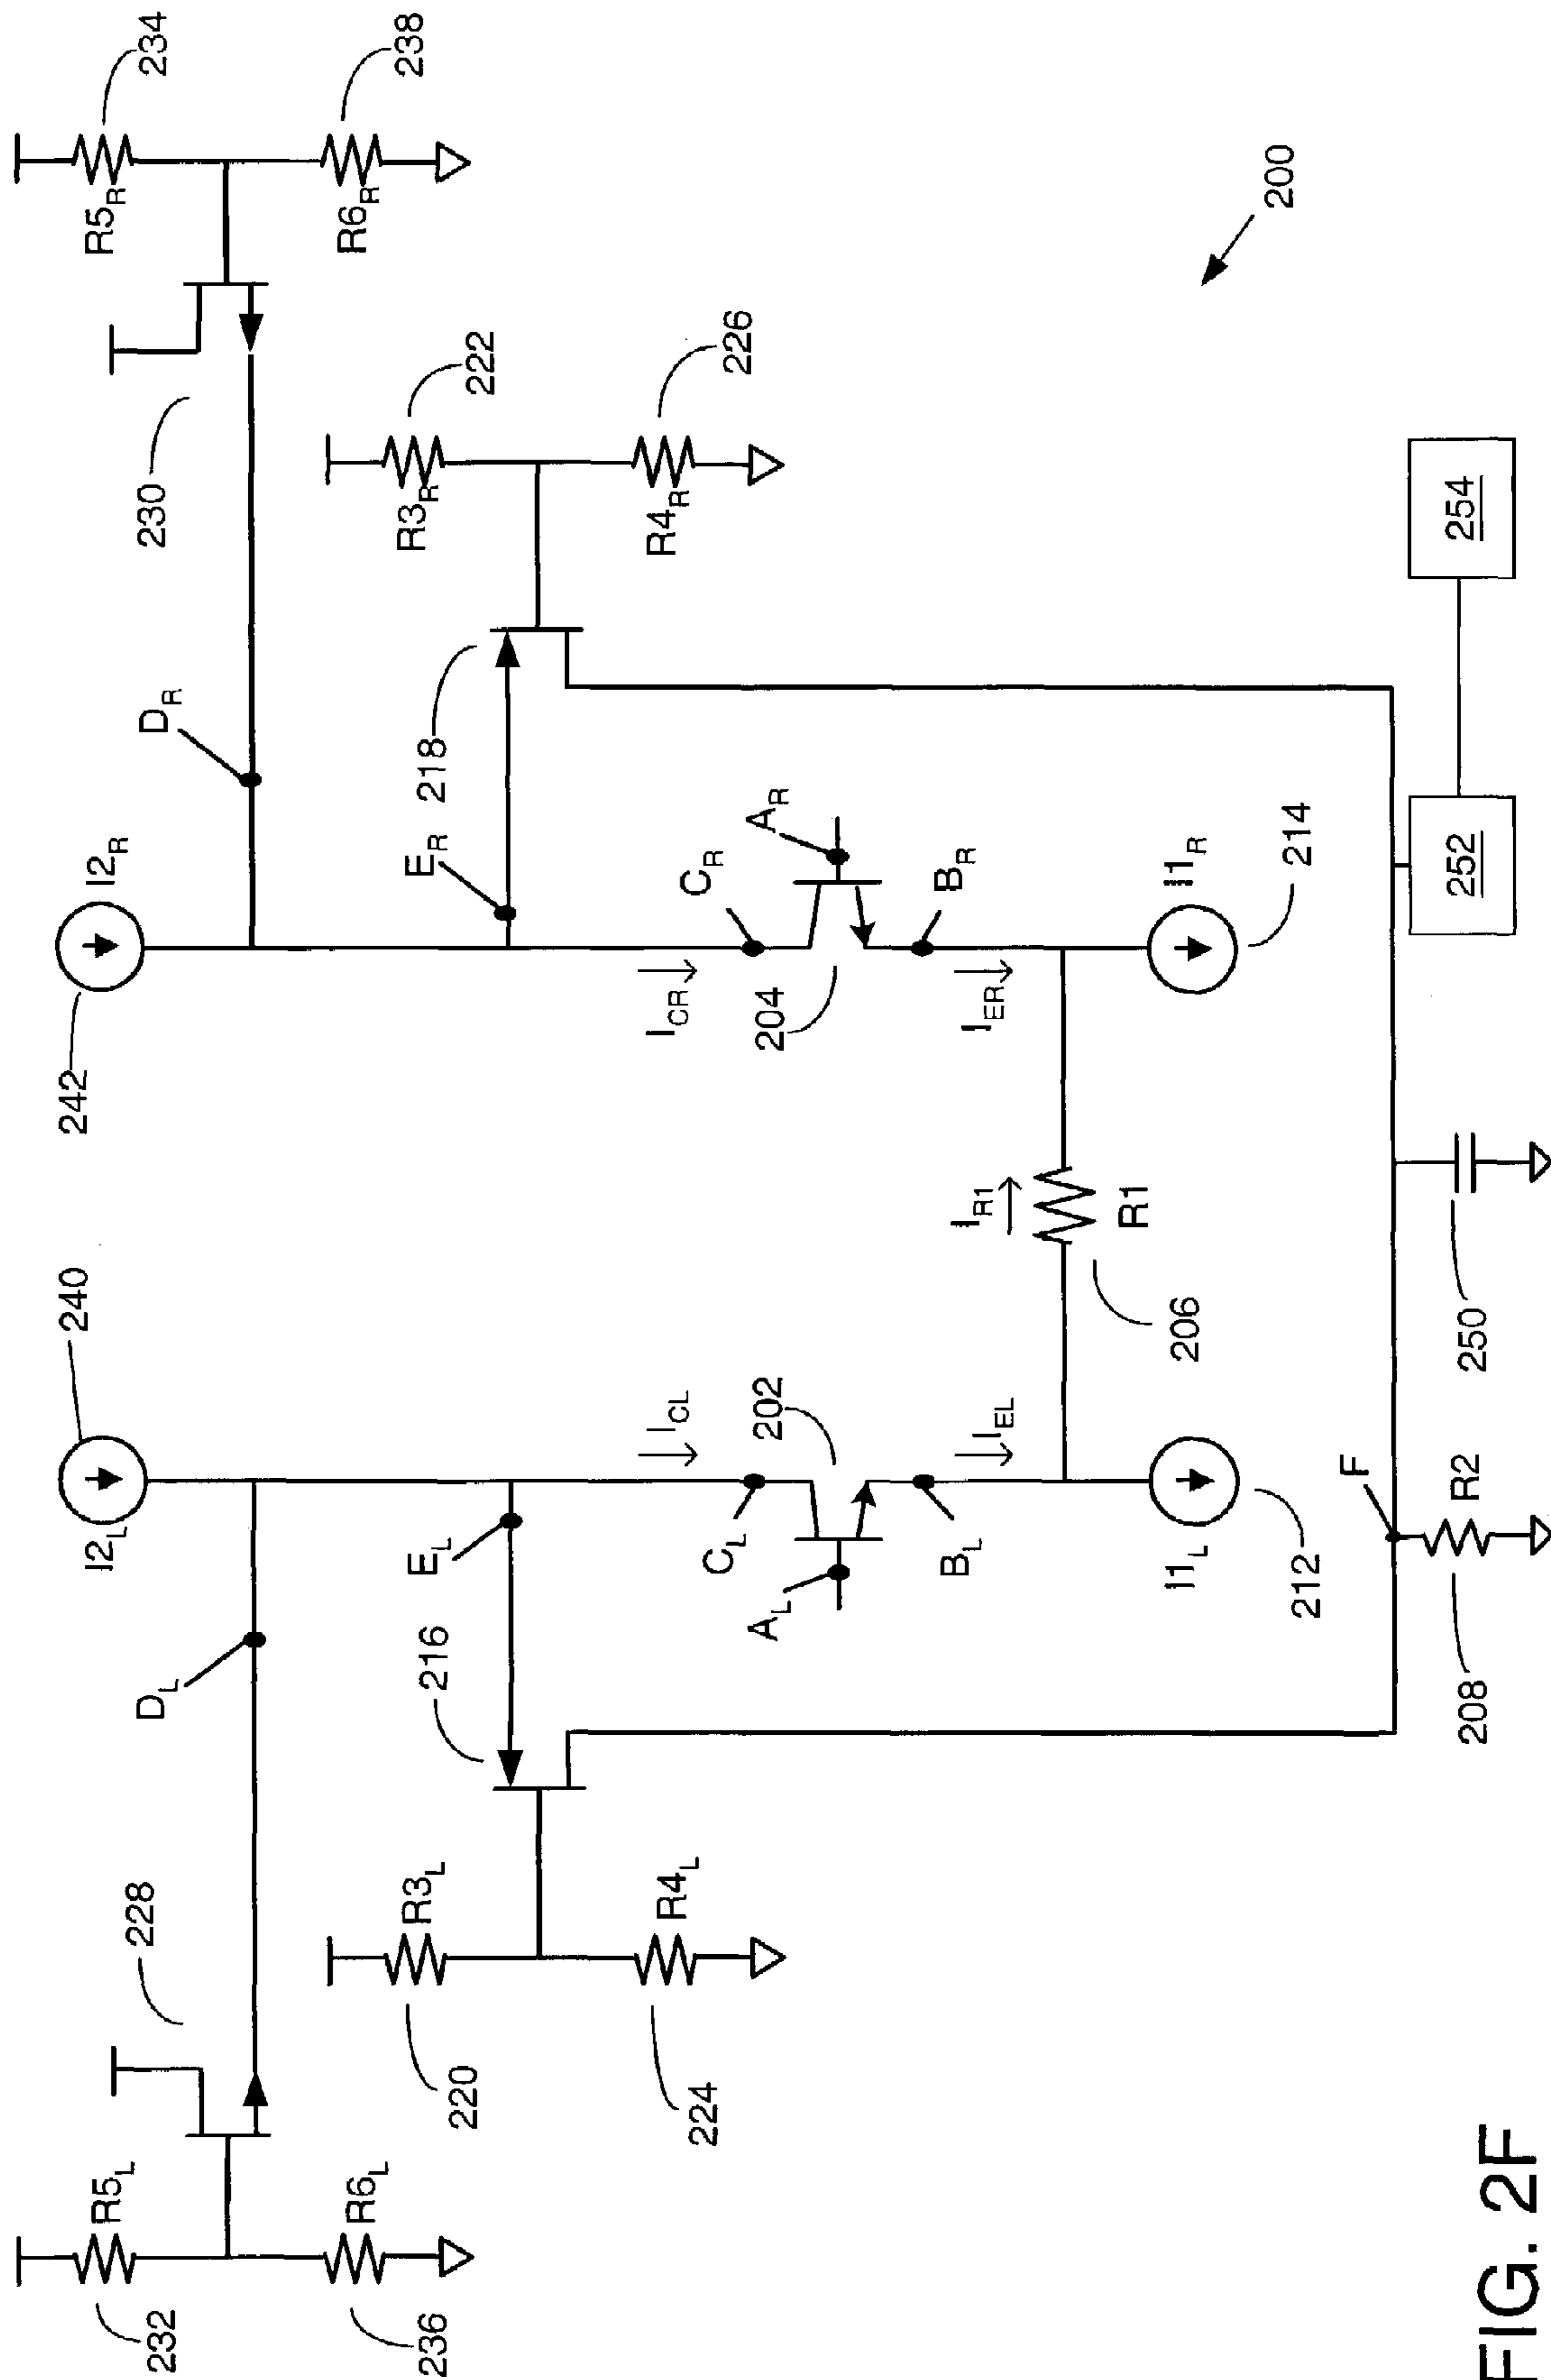 240
242
I2L
I2R
DL
DR
228
230
232
R5L
R5R
234
236
R6L
R6R
238
EL
ER
216
218
220
R3L
R3R
222
224
R4L
R4R
226
ICL
ICR
CL
CR
202
204
AL
AR
BL
BR
IEL
IER
IR1
R1
206
I1L
I1R
212
214
F
R2
208
250
252
254
200
FIG. 2F